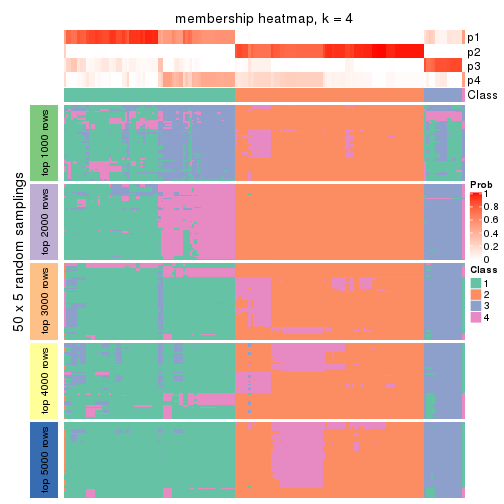 membership heatmap, k = 4
p1
p2
p3
p4
Class
50 x 5 random samplings
top 1000 rows
top 2000 rows
top 3000 rows
top 4000 rows
top 5000 rows
Prob
1
0.8
0.6
0.4
0.2
0
Class
1
2
3
4